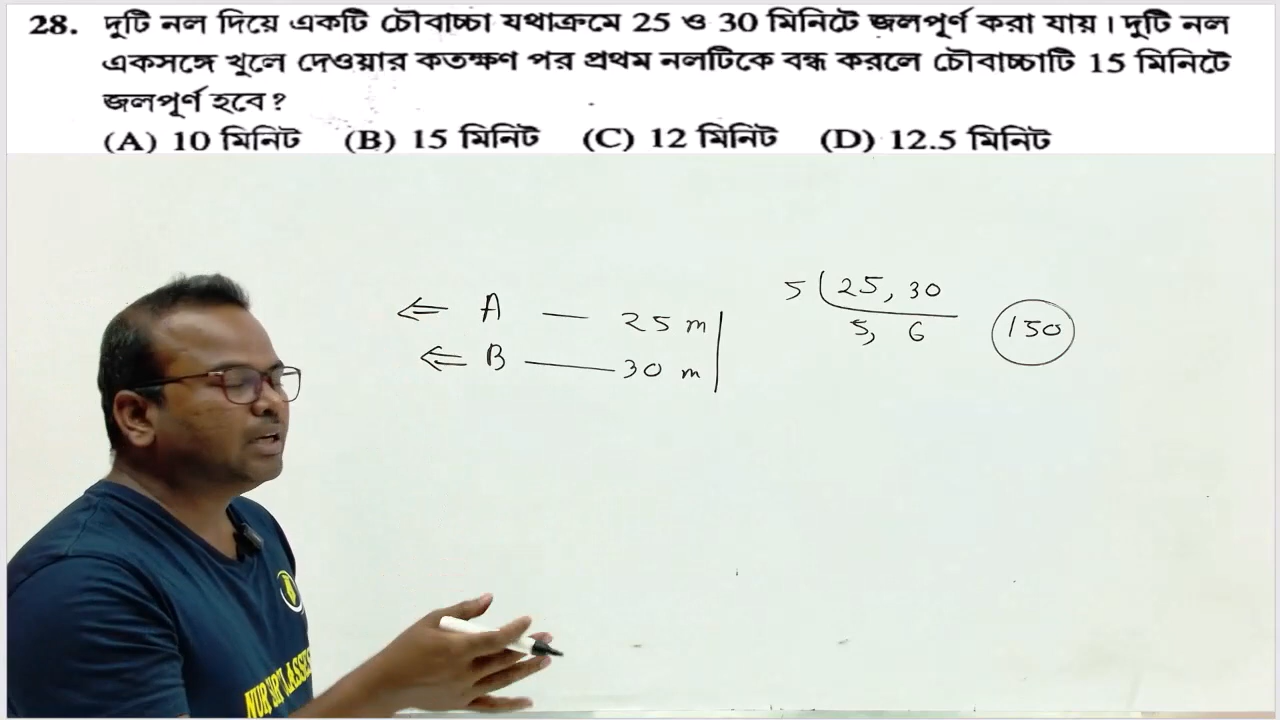 28. দুটি নল দিয়ে একটি চৌবাচ্চা যথাক্রমে 25 ও 30 মিনিটে জলপূর্ণ করা যায়। দুটি নল
একসঙ্গে খুলে দেওয়ার কতক্ষণ পর প্রথম নলটিকে বন্ধ করলে চৌবাচ্চাটি 15 মিনিটে
জলপূর্ণ হবে?
(A) 10 মিনিট (B) 15 মিনিট (C) 12 মিনিট (D) 12.5 মিনিট
⇐ A — 25 m
⇐ B — 30 m
5 25, 30
5, 6
150